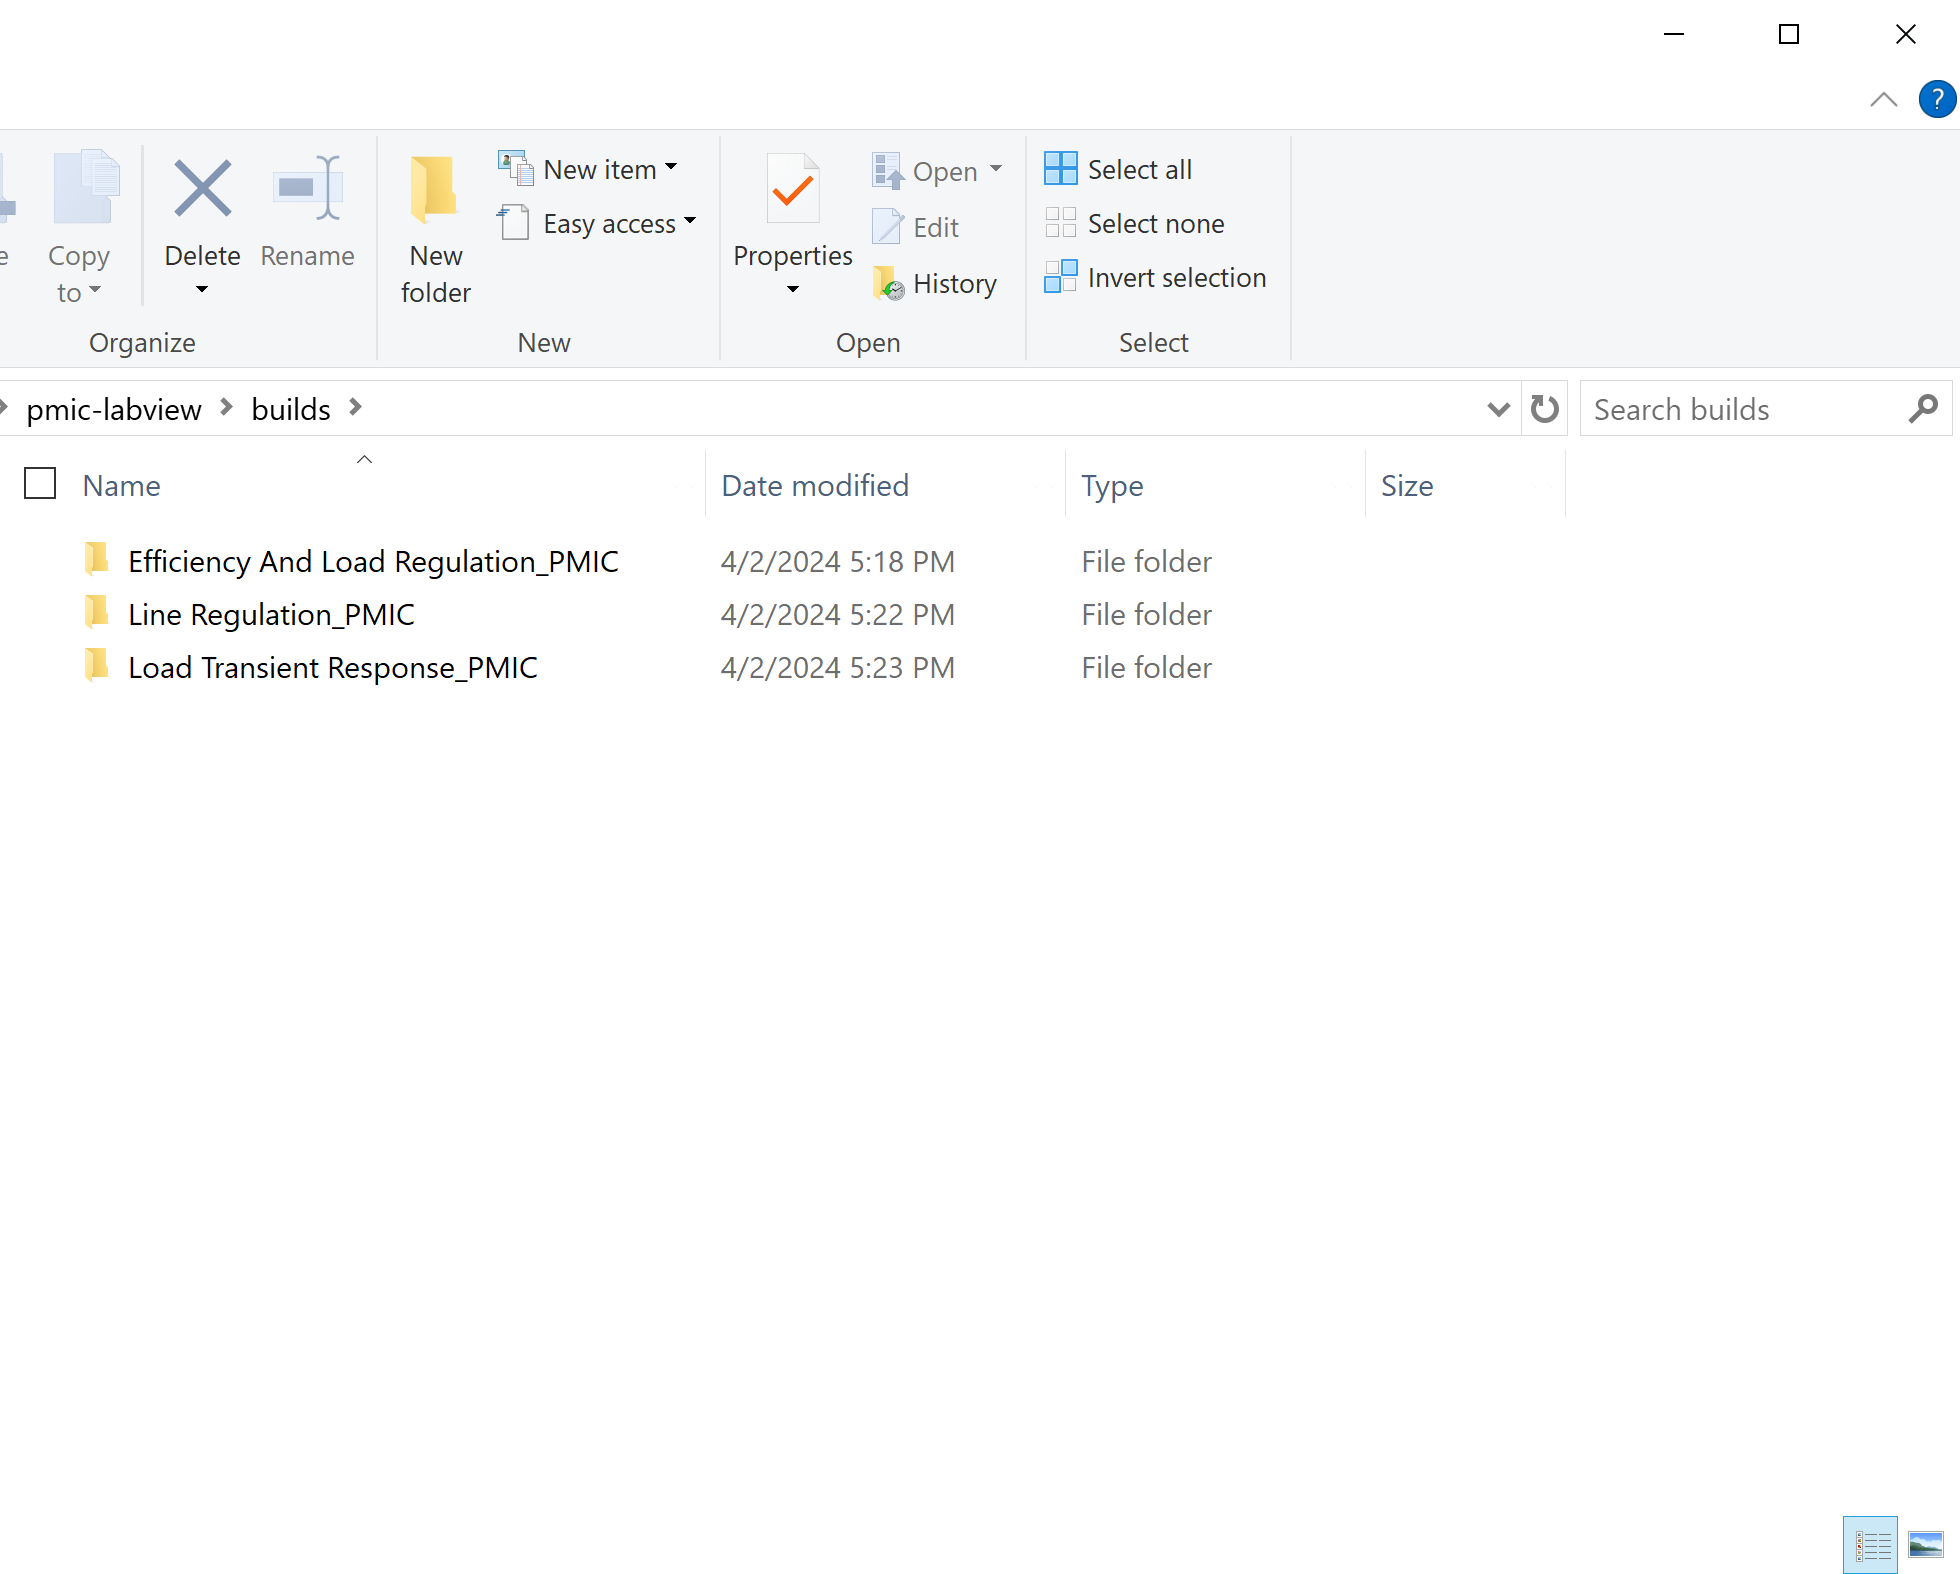 ?
e
Copy
to
Delete
Rename
Organize
New
folder
New item
Easy access
New
Properties
Open
Edit
History
Open
Select all
Select none
Invert selection
Select
pmic-labview
builds
Search builds
Name
Date modified
Type
Size
Efficiency And Load Regulation_PMIC 4/2/2024 5:18 PM File folder
Line Regulation_PMIC 4/2/2024 5:22 PM File folder
Load Transient Response_PMIC 4/2/2024 5:23 PM File folder